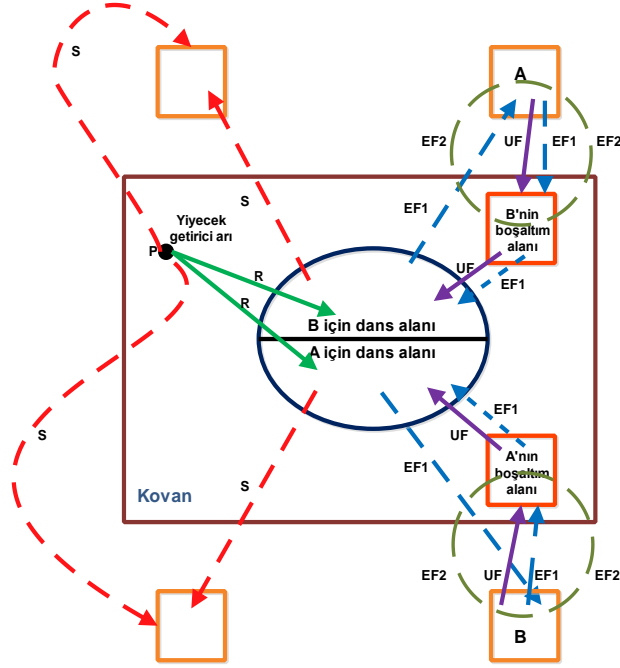 S
A
EF2
UF
EF1
EF2
S
EF1
Yiyecek
getirici arı
P
B'nin
boşaltım
alanı
R
R
UF
EF1
B için dans alanı
A için dans alanı
S
EF1
UF
EF1
S
A'nın
boşaltım
alanı
Kovan
EF2
UF
EF1
EF2
B